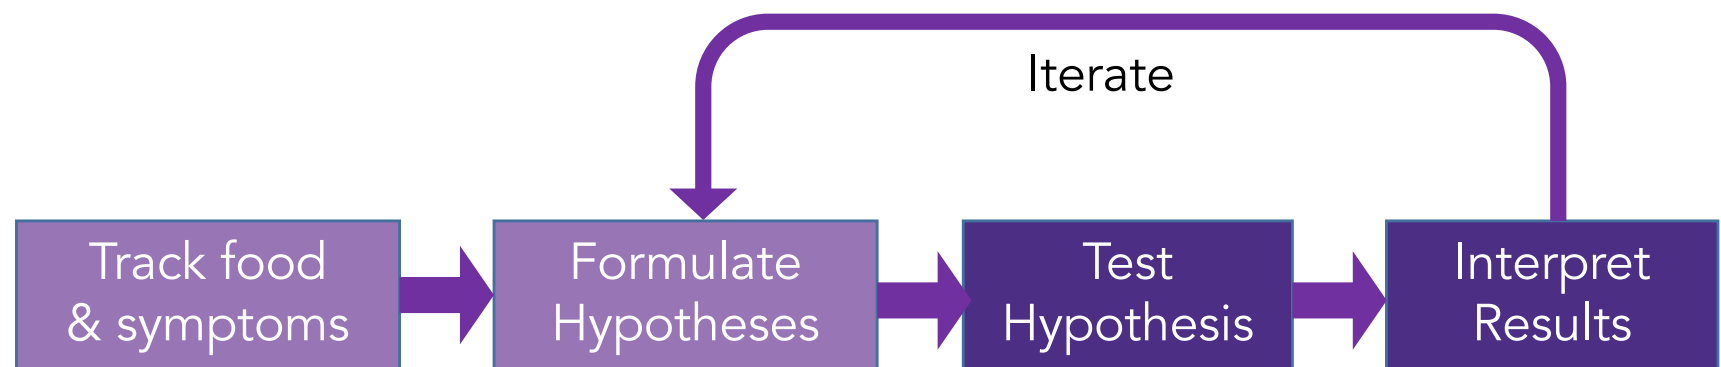 Iterate
Track food
& symptoms
Formulate
Hypotheses
Test
Hypothesis
Interpret
Results